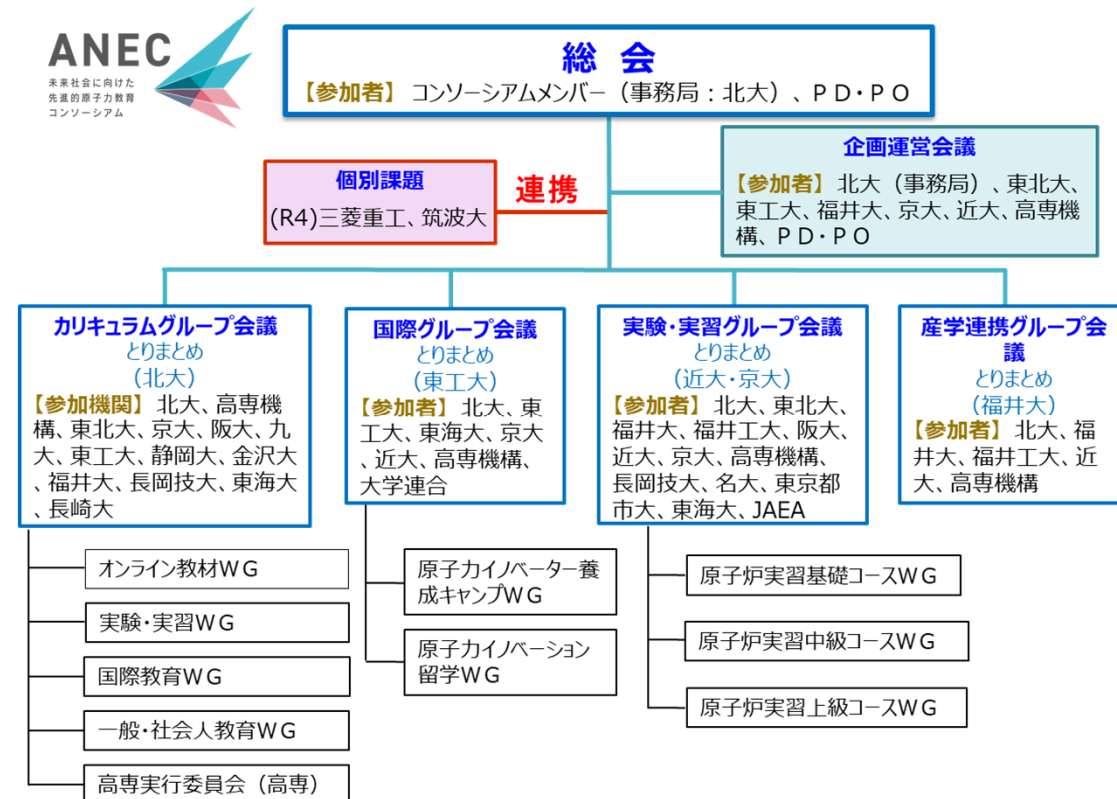 ANEC
未来社会に向けた
先進的原子力教育
コンソーシアム
総 会
【参加者】 コンソーシアムメンバー（事務局：北大）、ＰＤ・ＰＯ
企画運営会議
【参加者】 北大（事務局）、東北大、
東工大、福井大、京大、近大、高専機
構、ＰＤ・ＰＯ
個別課題
(R4)三菱重工、筑波大
連携
カリキュラムグループ会議
とりまとめ
（北大）
【参加機関】 北大、高専機
構、東北大、京大、阪大、九
大、東工大、静岡大、金沢大
、福井大、長岡技大、東海大
、長崎大
オンライン教材ＷＧ
実験・実習ＷＧ
国際教育ＷＧ
一般・社会人教育ＷＧ
高専実行委員会（高専）
国際グループ会議
とりまとめ
（東工大）
【参加者】 北大、東
工大、東海大、京大
、近大、高専機構、
大学連合
原子力イノベーター養
成キャンプＷＧ
原子力イノベーション
留学ＷＧ
実験・実習グループ会議
とりまとめ
（近大・京大）
【参加者】 北大、東北大、
福井大、福井工大、阪大、
近大、京大、高専機構、
長岡技大、名大、東京都
市大、東海大、JAEA
原子炉実習基礎コースＷＧ
原子炉実習中級コースＷＧ
原子炉実習上級コースＷＧ
産学連携グループ会
議
とりまとめ
（福井大）
【参加者】 北大、福
井大、福井工大、近
大、高専機構